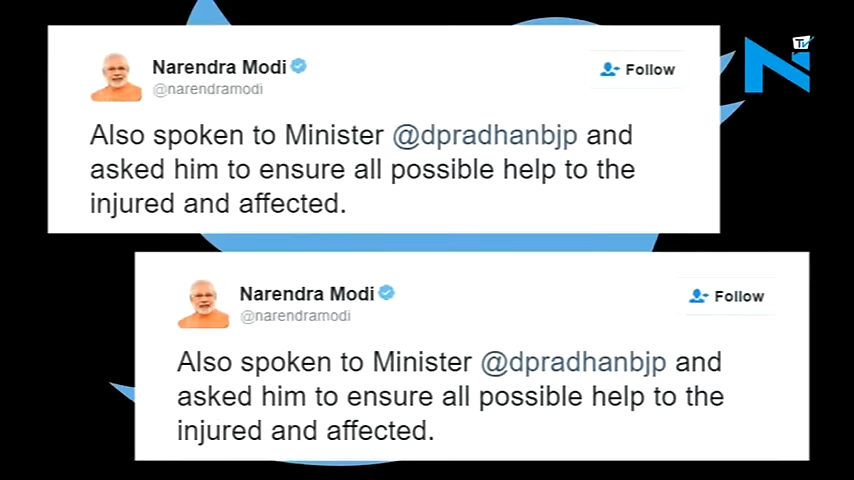 Narendra Modi
@narendramodi
Follow
Also spoken to Minister @dpradhanbjp and
asked him to ensure all possible help to the
injured and affected.
Narendra Modi
@narendramodi
Follow
Also spoken to Minister @dpradhanbjp and
asked him to ensure all possible help to the
injured and affected.
N
TV